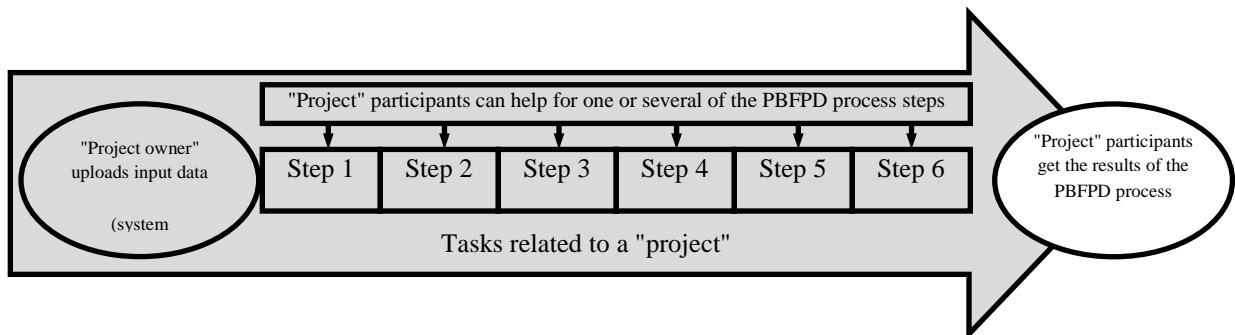 "Project" participants can help for one or several of the PBFPD process steps
"Project owner"
uploads input data
(system
Step 1
Step 2
Step 3
Step 4
Step 5
Step 6
"Project" participants
get the results of the
PBFPD process
Tasks related to a "project"